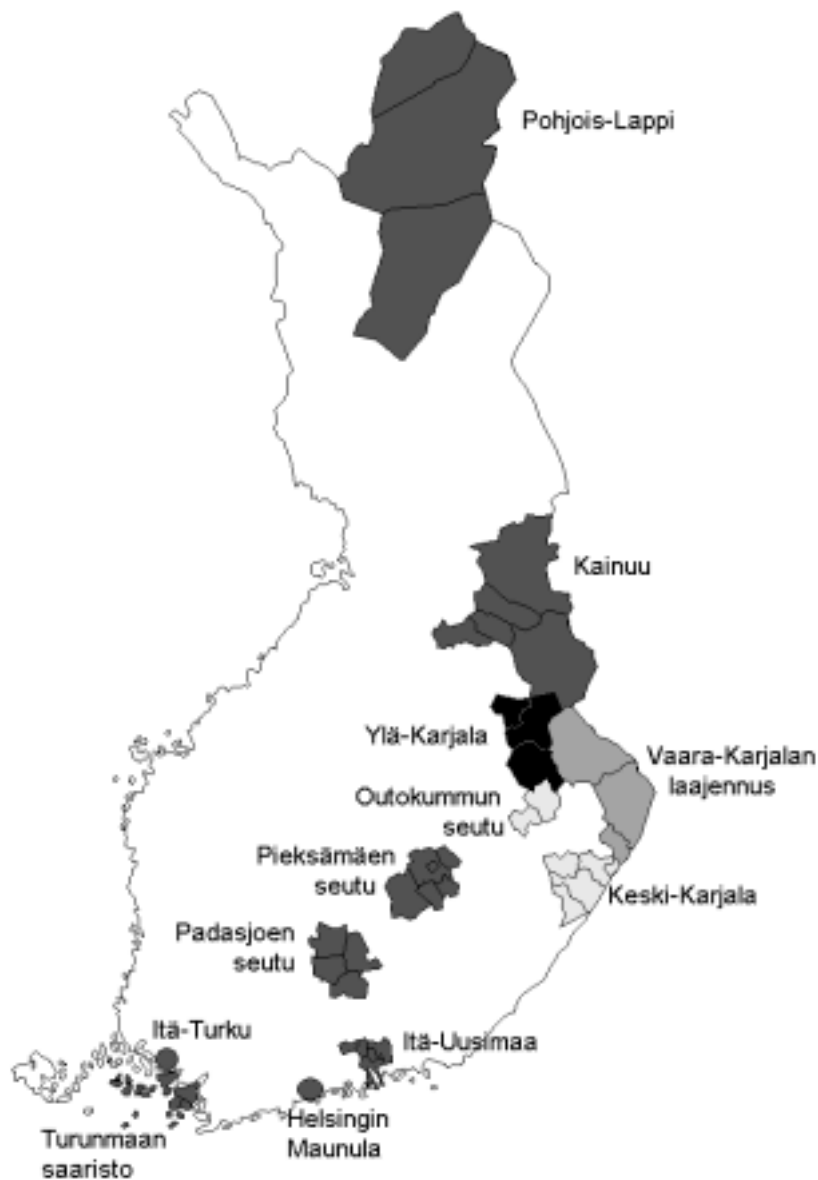 Pohjois-Lappi
Kainuu
Ylä-Karjala
Vaara-Karjalan
laajennus
Outokummun
seutu
Pieksämäen
seutu
Keski-Karjala
Padasjoen
seutu
Itä-Turku
Itä-Uusimaa
Helsingin
Maunula
Turunmaan
saaristo